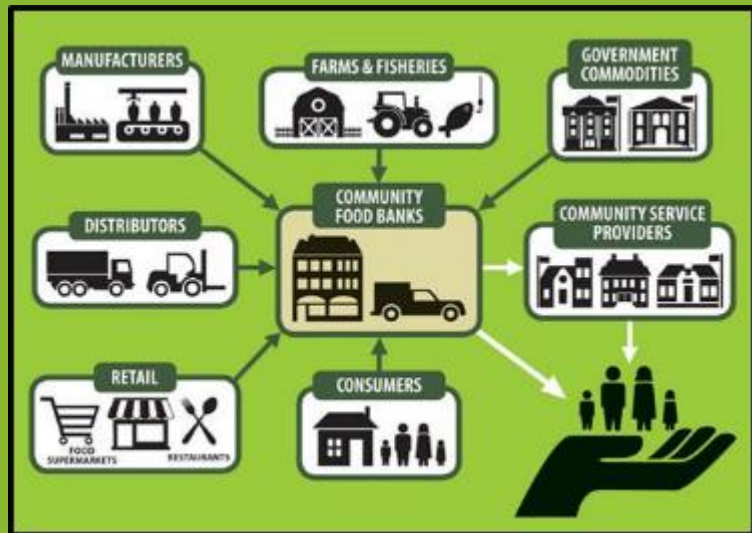 MANUFACTURERS
FARMS & FISHERIES
GOVERNMENT
COMMODITIES
DISTRIBUTORS
COMMUNITY
FOOD BANKS
COMMUNITY SERVICE
PROVIDERS
RETAIL
FOOD
SUPERMARKETS
RESTAURANTS
CONSUMERS